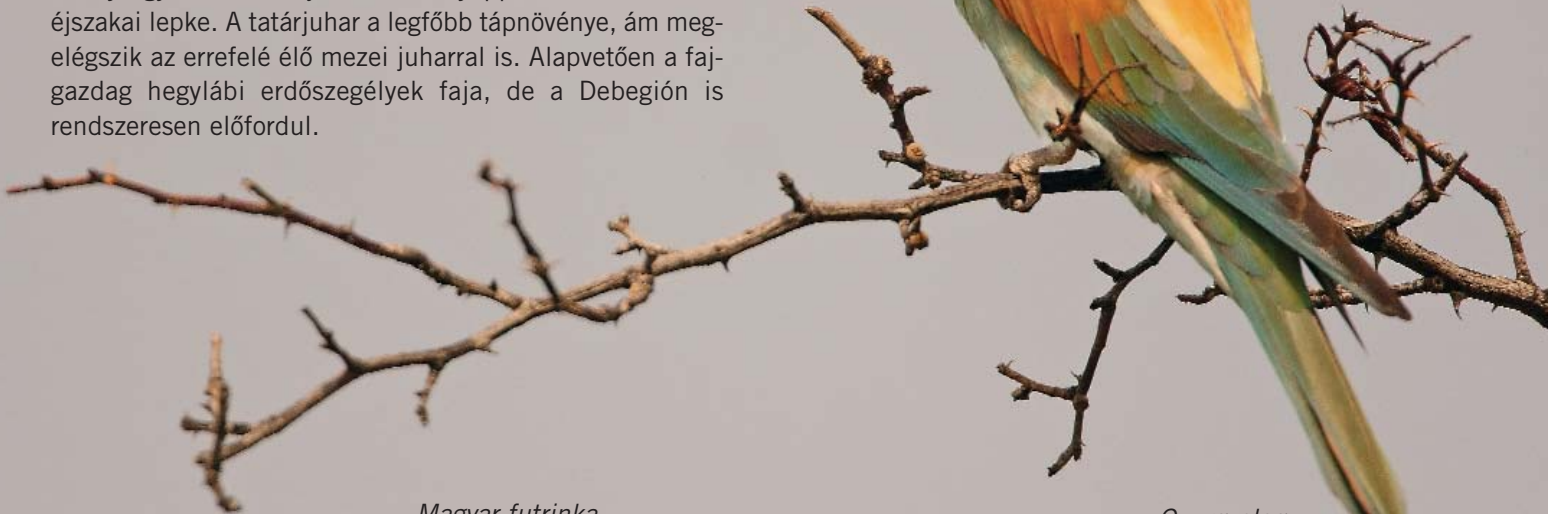 éjszakai lepke. A tatárjuhar a legfőbb tápnövénye, ám meg-
elégszik az errefelé élő mezei juharral is. Alapvetően a faj-
gazdag hegylábi erdőszegélyek faja, de a Debegión is
rendszeresen előfordul.
Magyar futrinka